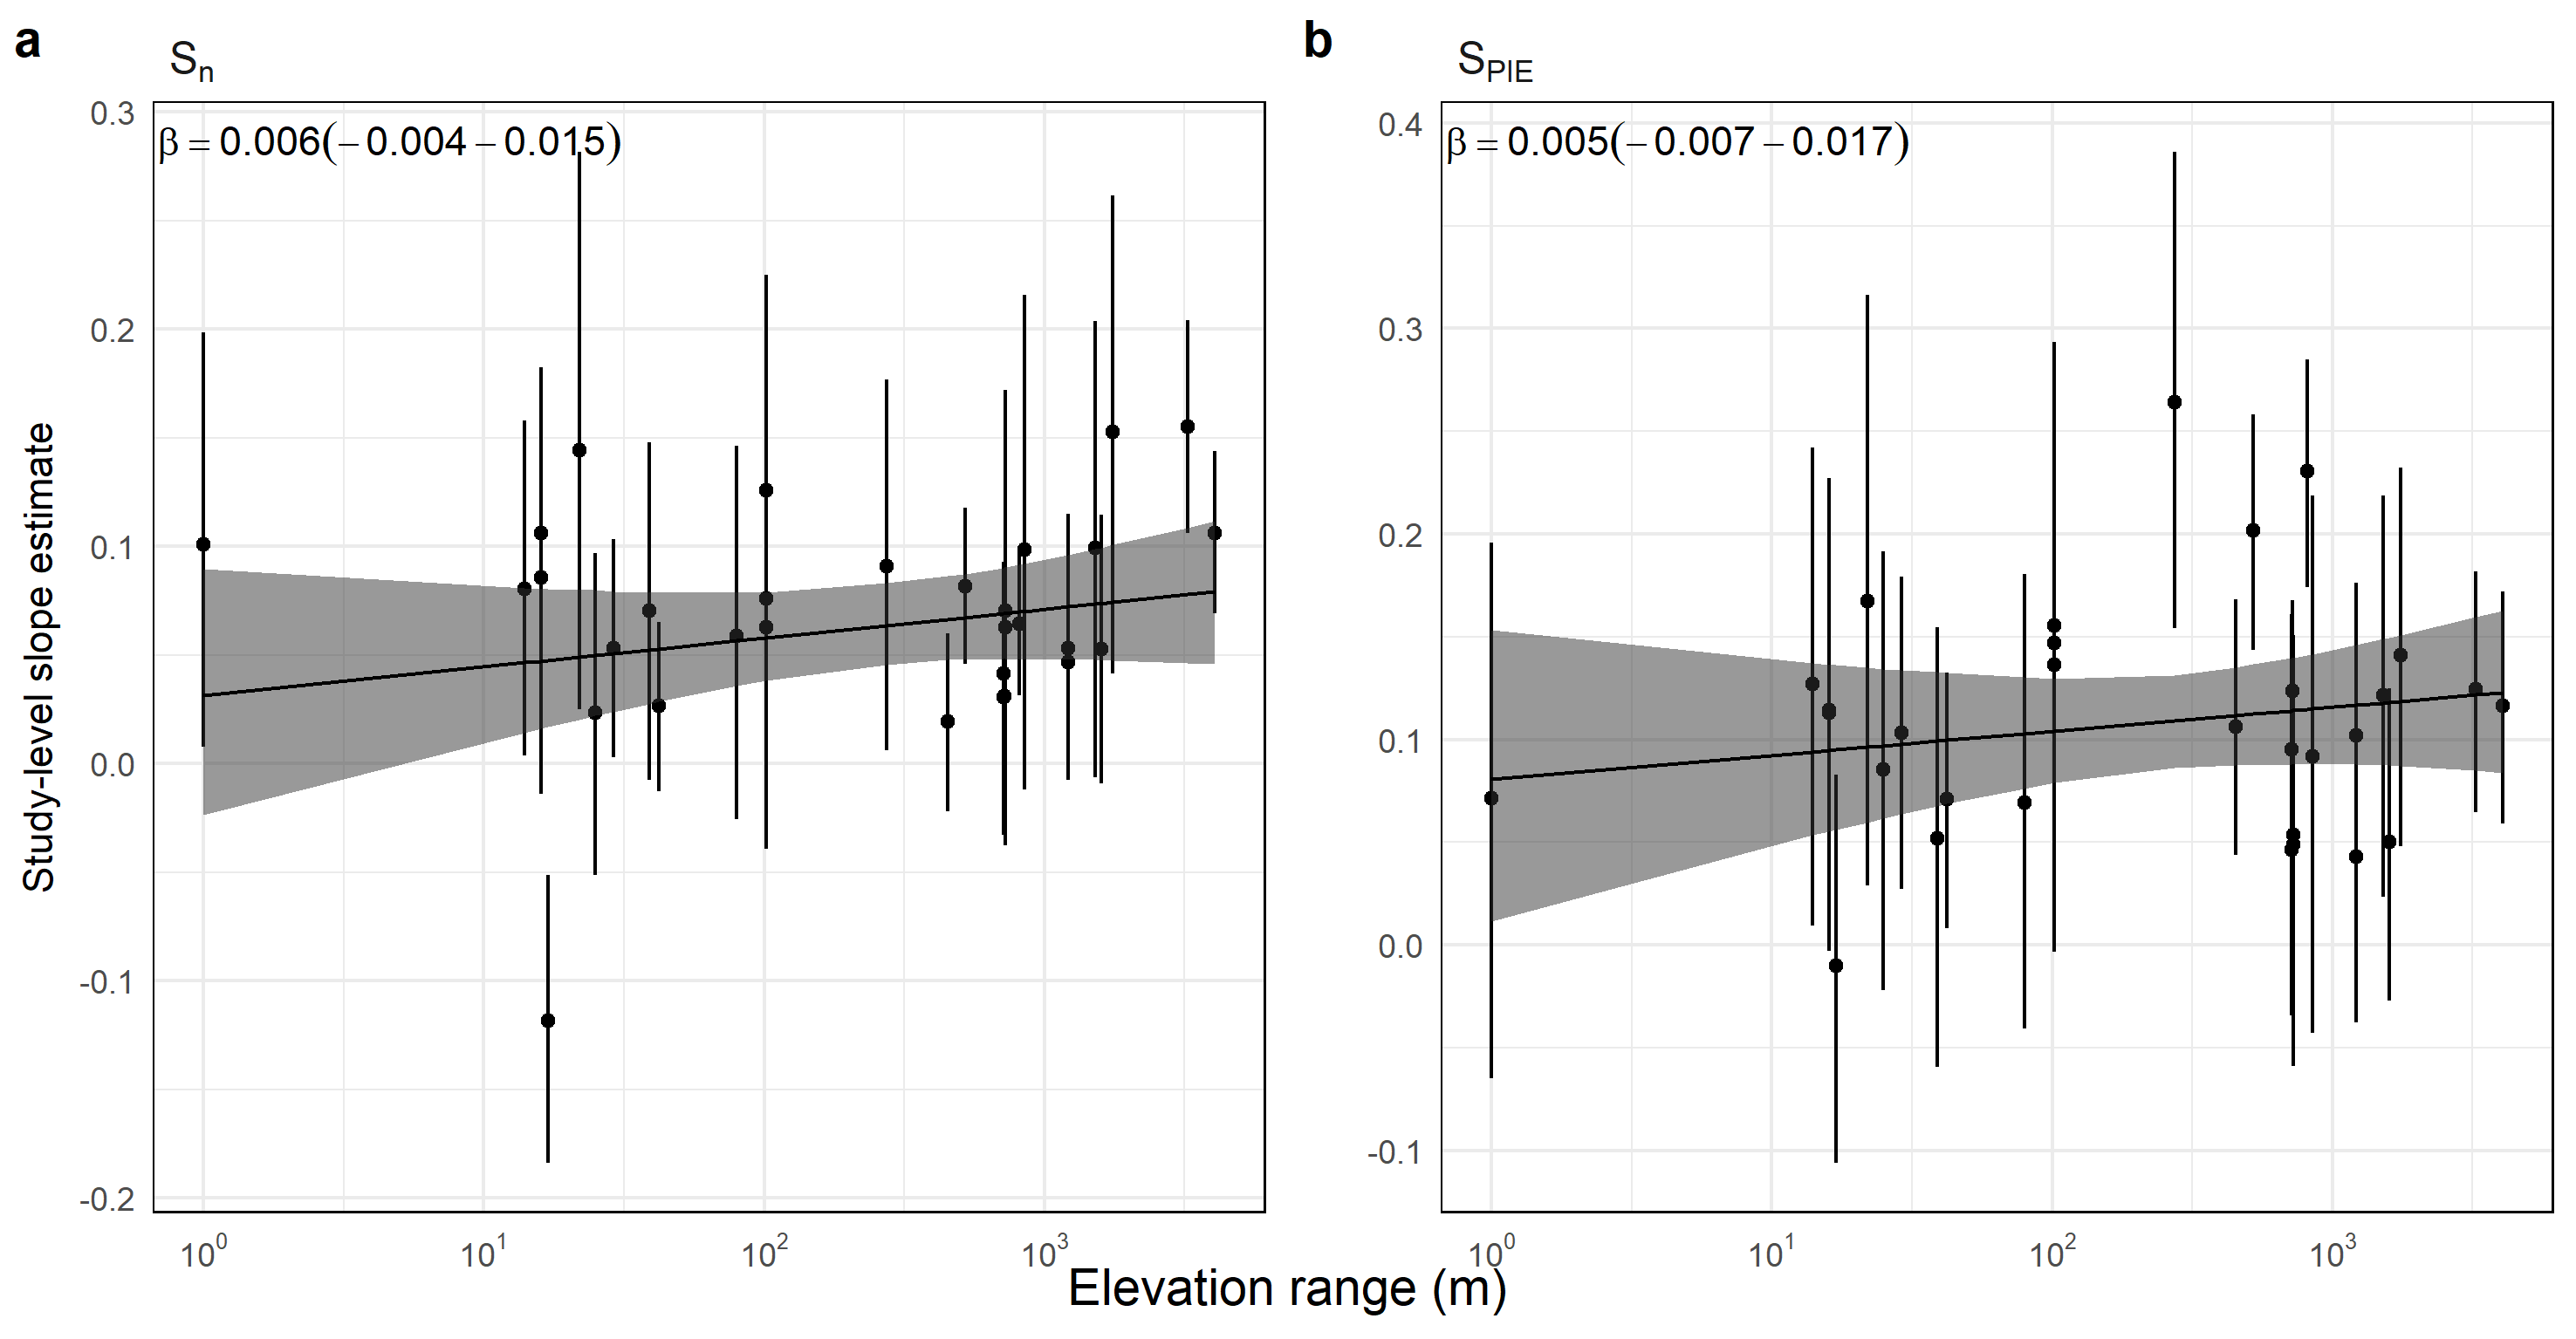 a
Sn
β = 0.006(− 0.004 − 0.015)
0.3
0.2
0.1
0.0
-0.1
-0.2
10^0 10^1 10^2 10^3
Study-level slope estimate
b
SPIE
β = 0.005(− 0.007 − 0.017)
0.4
0.3
0.2
0.1
0.0
-0.1
10^0 10^1 10^2 10^3
Elevation range (m)